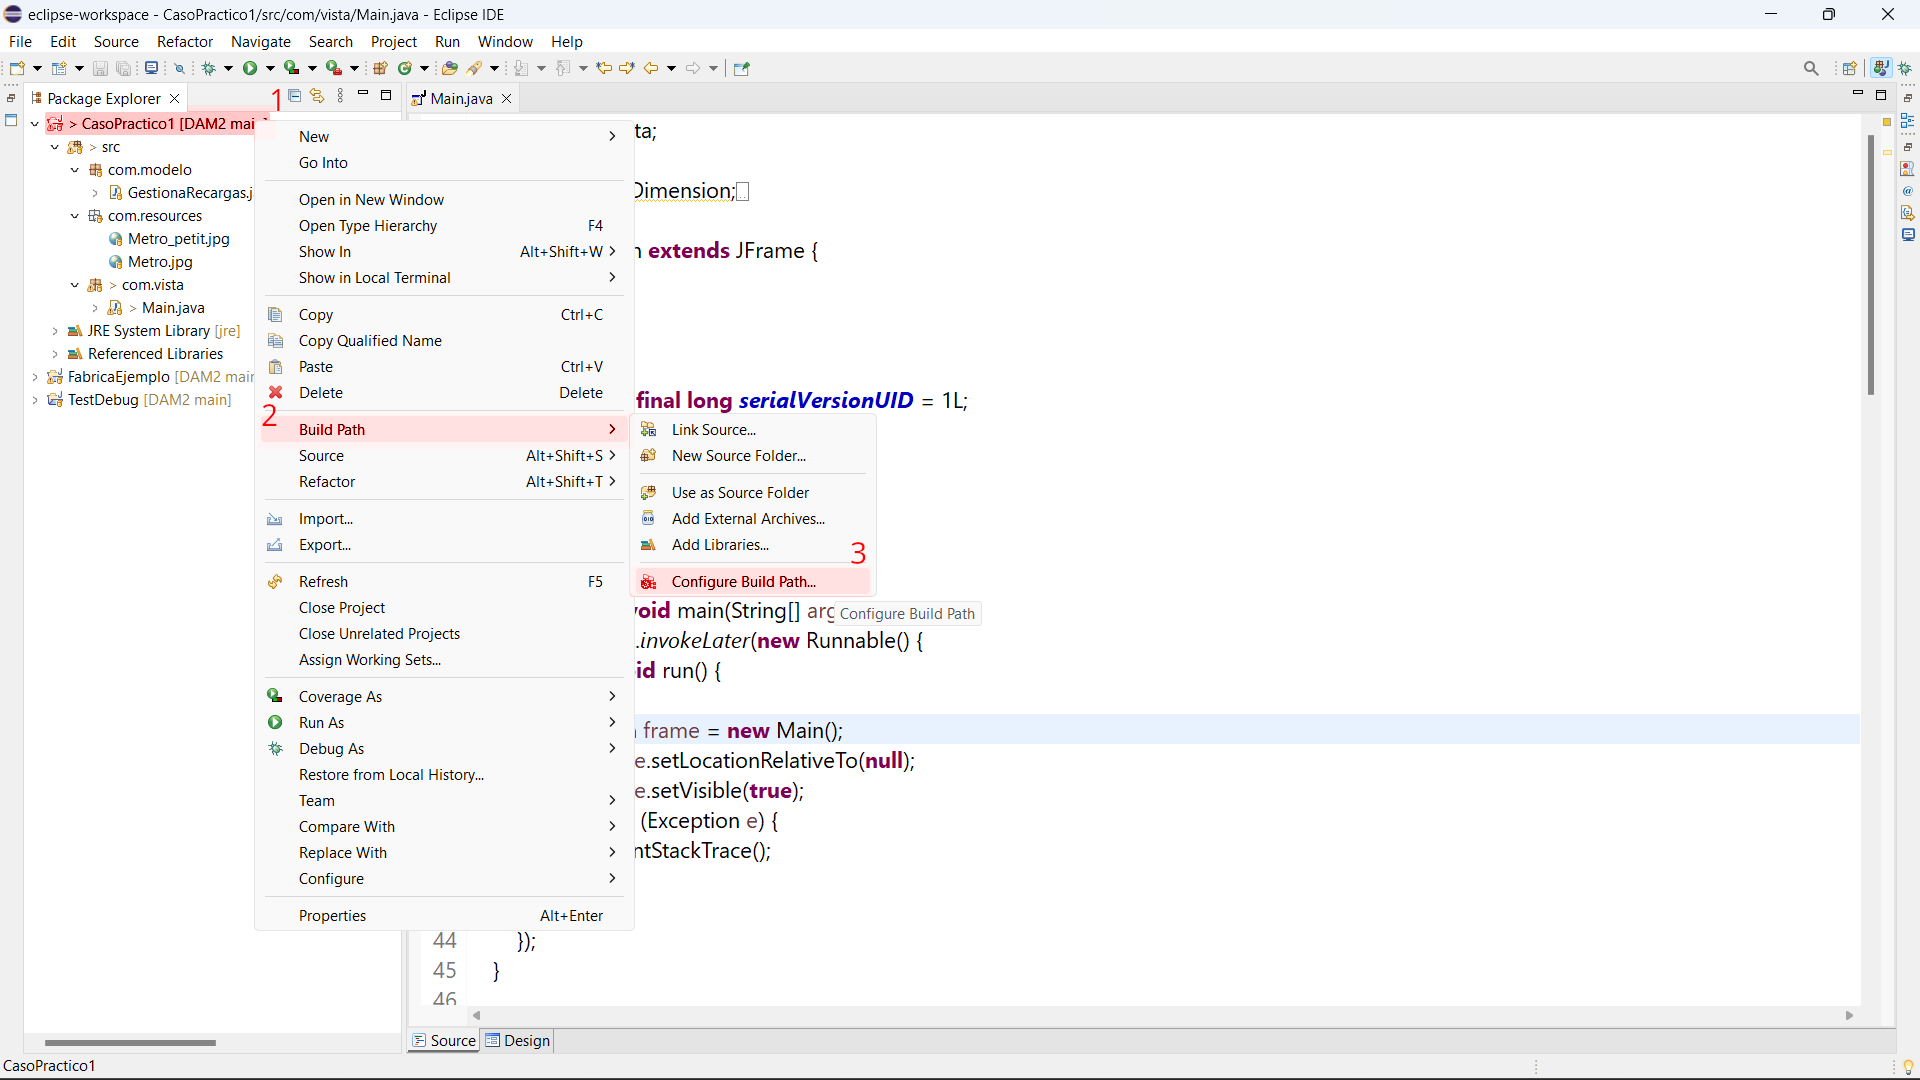 eclipse-workspace - CasoPractico1/src/com/vista/Main.java - Eclipse IDE
File Edit Source Refactor Navigate Search Project Run Window Help
Package Explorer
1
Main.java
> CasoPractico1 [DAM2 mai
> src
com.modelo
GestionaRecargas.j
com.resources
Metro_petit.jpg
Metro.jpg
> com.vista
> Main.java
JRE System Library [jre]
Referenced Libraries
FabricaEjemplo [DAM2 main
TestDebug [DAM2 main]
New
Go Into
Open in New Window
Open Type Hierarchy F4
Show In Alt+Shift+W
Show in Local Terminal
Copy Ctrl+C
Copy Qualified Name
Paste Ctrl+V
Delete Delete
2
Build Path
Source Alt+Shift+S
Refactor Alt+Shift+T
Import...
Export...
Refresh F5
Close Project
Close Unrelated Projects
Assign Working Sets...
Coverage As
Run As
Debug As
Restore from Local History...
Team
Compare With
Replace With
Configure
Properties Alt+Enter
Link Source...
New Source Folder...
Use as Source Folder
Add External Archives...
Add Libraries...
3
Configure Build Path...
Configure Build Path
ta;
Dimension;
n extends JFrame {
final long serialVersionUID = 1L;
void main(String[] arg
.invokeLater(new Runnable() {
id run() {
frame = new Main();
e.setLocationRelativeTo(null);
e.setVisible(true);
(Exception e) {
ntStackTrace();
44 });
45 }
46
Source Design
CasoPractico1